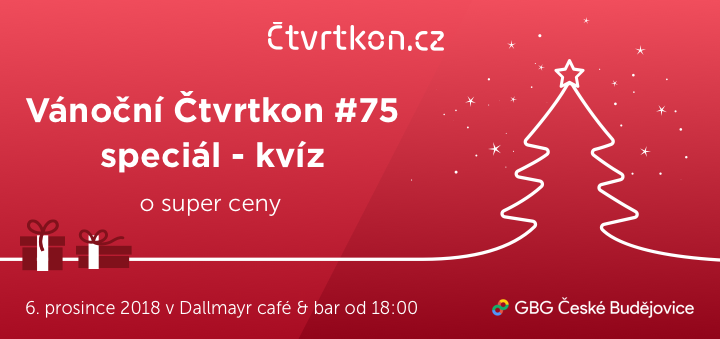 Čtvrtkon.cz
Vánoční Čtvrtkon #75
speciál - kvíz
o super ceny
6. prosince 2018 v Dallmayr café & bar od 18:00
GBG České Budějovice